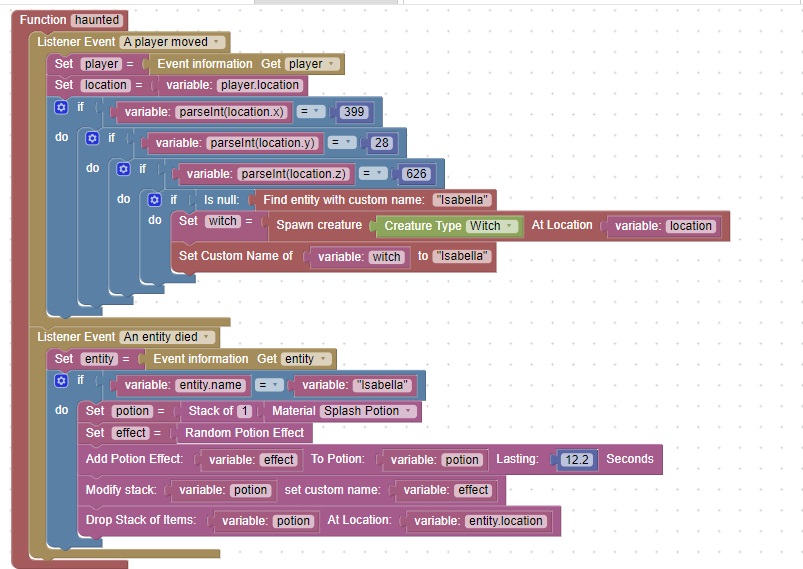 Function haunted
Listener Event A player moved
Set player = Event information Get player
Set location = variable: player.location
if variable: parseInt(location.x) = 399
do if variable: parseInt(location.y) = 28
do if variable: parseInt(location.z) = 626
do if Is null: Find entity with custom name: "Isabella"
do Set witch = Spawn creature Creature Type Witch At Location variable: location
Set Custom Name of variable: witch to "Isabella"
Listener Event An entity died
Set entity = Event information Get entity
if variable: entity.name = variable: "Isabella"
do Set potion = Stack of 1 Material Splash Potion
Set effect = Random Potion Effect
Add Potion Effect: variable: effect To Potion: variable: potion Lasting: 12.2 Seconds
Modify stack: variable: potion set custom name: variable: effect
Drop Stack of Items: variable: potion At Location: variable: entity.location